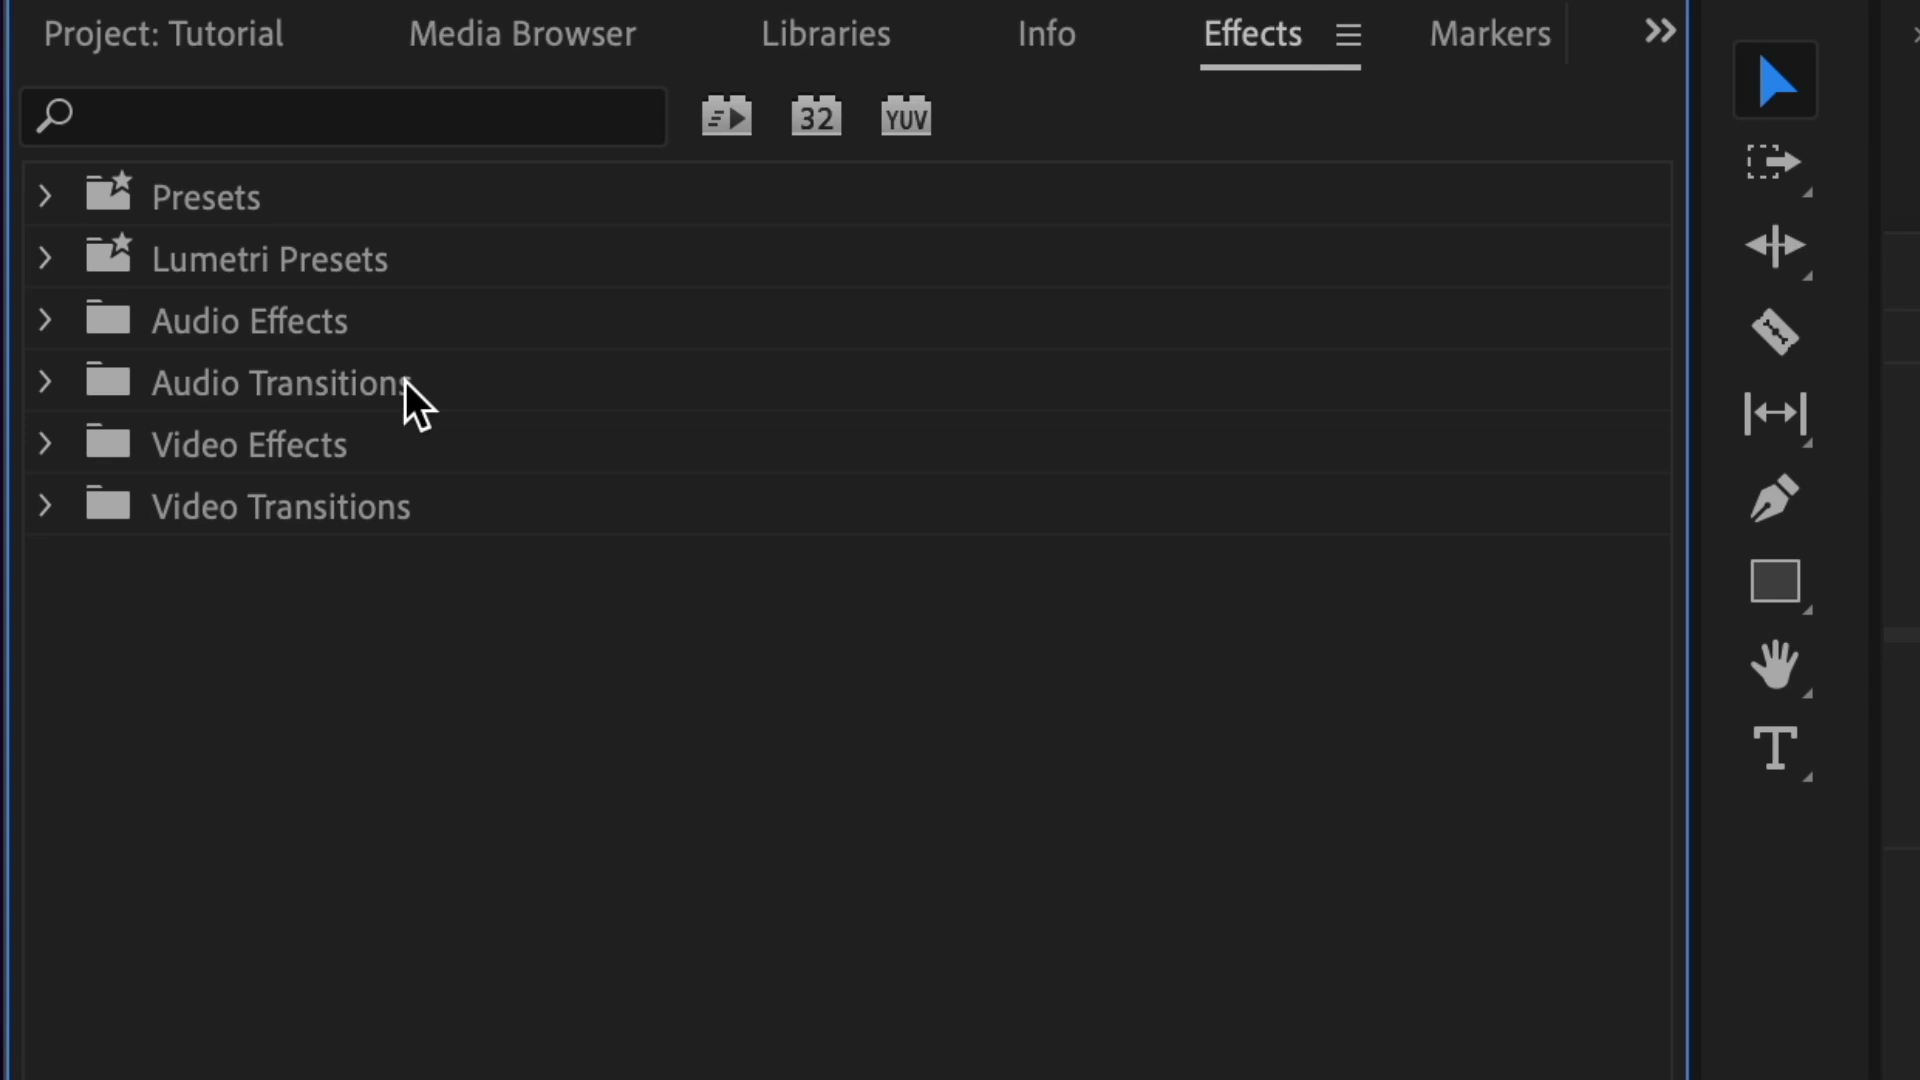 Project: Tutorial Media Browser Libraries Info Effects Markers
32 YUV
Presets
Lumetri Presets
Audio Effects
Audio Transitions
Video Effects
Video Transitions
T